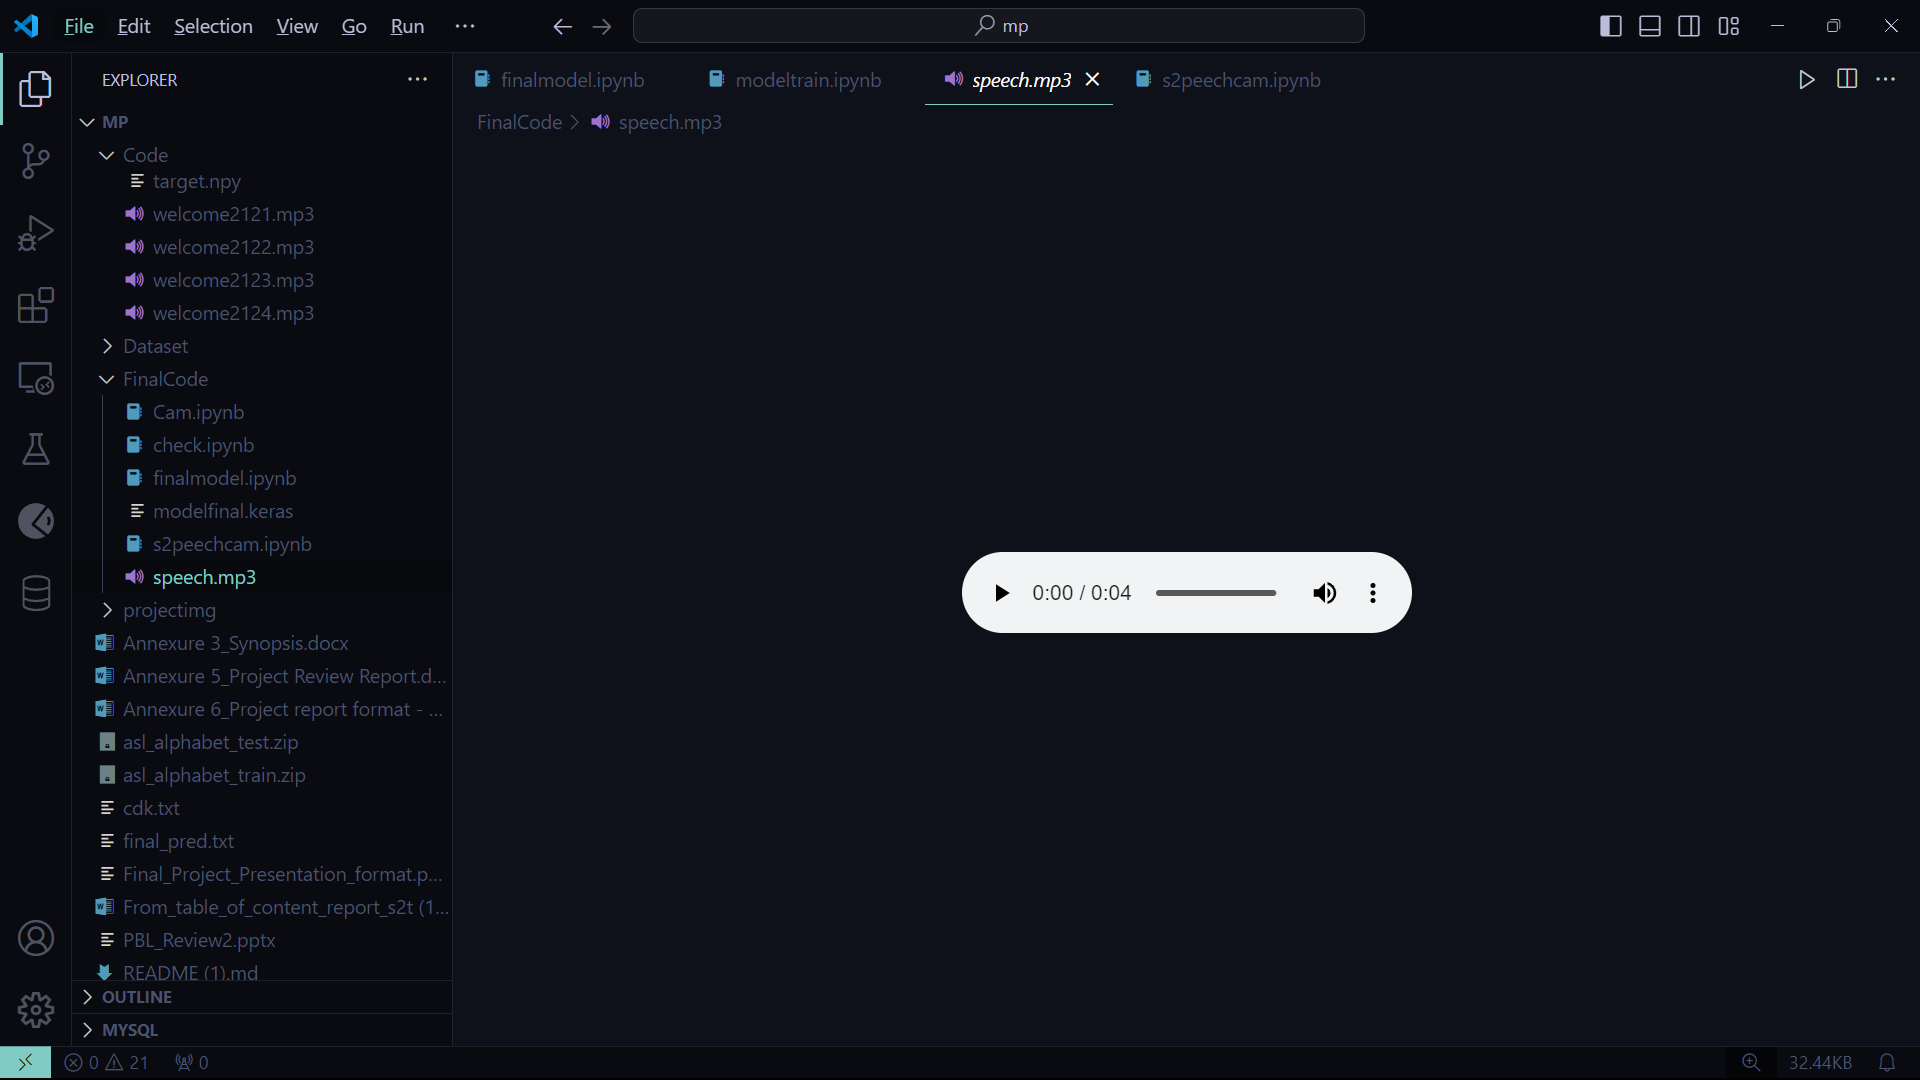 File Edit Selection View Go Run ...
mp
EXPLORER ...
MP
Code
target.npy
welcome2121.mp3
welcome2122.mp3
welcome2123.mp3
welcome2124.mp3
Dataset
FinalCode
Cam.ipynb
check.ipynb
finalmodel.ipynb
modelfinal.keras
s2peechcam.ipynb
speech.mp3
projectimg
Annexure 3_Synopsis.docx
Annexure 5_Project Review Report.d...
Annexure 6_Project report format - ...
asl_alphabet_test.zip
asl_alphabet_train.zip
cdk.txt
final_pred.txt
Final_Project_Presentation_format.p...
From_table_of_content_report_s2t (1...
PBL_Review2.pptx
README (1).md
OUTLINE
MYSQL
finalmodel.ipynb modeltrain.ipynb speech.mp3 s2peechcam.ipynb
FinalCode > speech.mp3
0:00 / 0:04
0 21 0
32.44KB